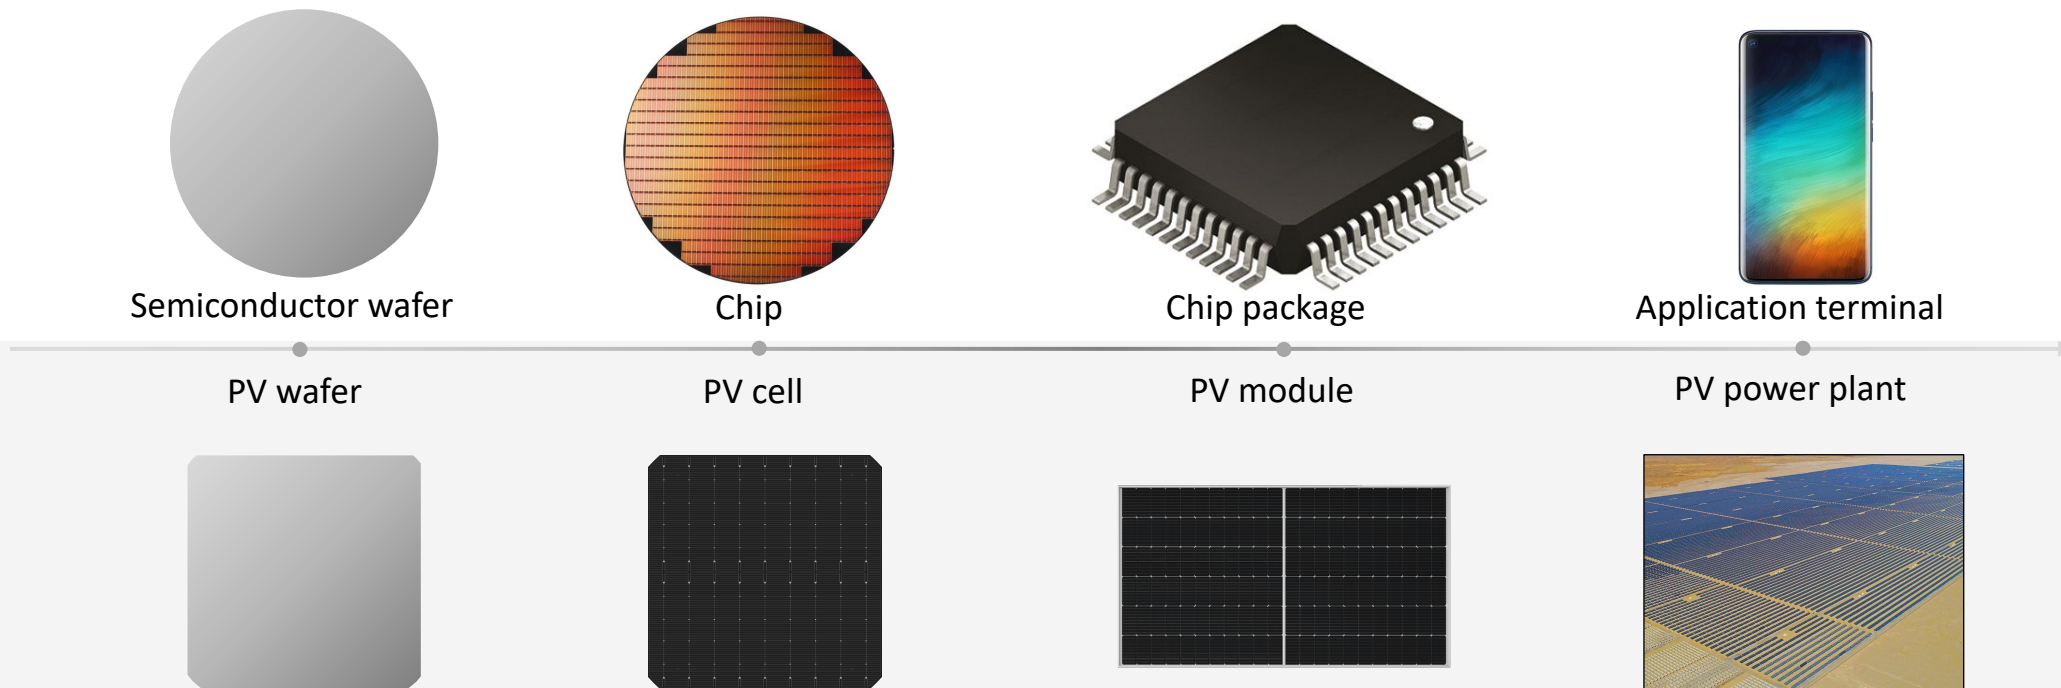 Semiconductor wafer
Chip
Chip package
Application terminal
PV wafer
PV cell
PV module
PV power plant